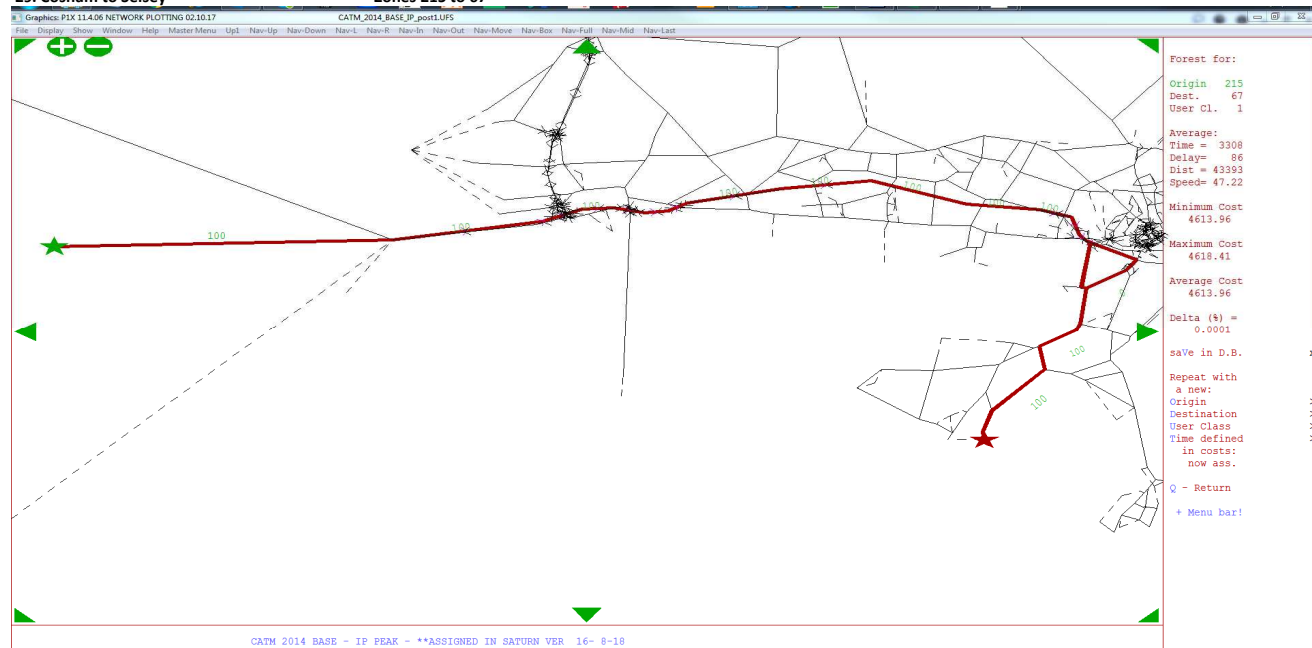 Graphics: P1X 11.4.06 NETWORK PLOTTING 02.10.17 CATM_2014_BASE_IP_post1.UFS
File Display Show Window Help Master Menu Up1 Nav-Up Nav-Down Nav-L Nav-R Nav-In Nav-Out Nav-Move Nav-Box Nav-Full Nav-Mid Nav-Last
Forest for:
Origin 215
Dest. 67
User Cl. 1
Average:
Time = 3308
Delay= 86
Dist = 43393
Speed= 47.22
Minimum Cost
4613.96
Maximum Cost
4618.41
Average Cost
4613.96
Delta (%) =
0.0001
saVe in D.B.
Repeat with
a new:
Origin
Destination
User Class
Time defined
in costs:
now ass.
Q - Return
+ Menu bar!
100
100
100
100
100
100
100
100
100
0
100
100
CATM 2014 BASE - IP PEAK - **ASSIGNED IN SATURN VER 16- 8-18